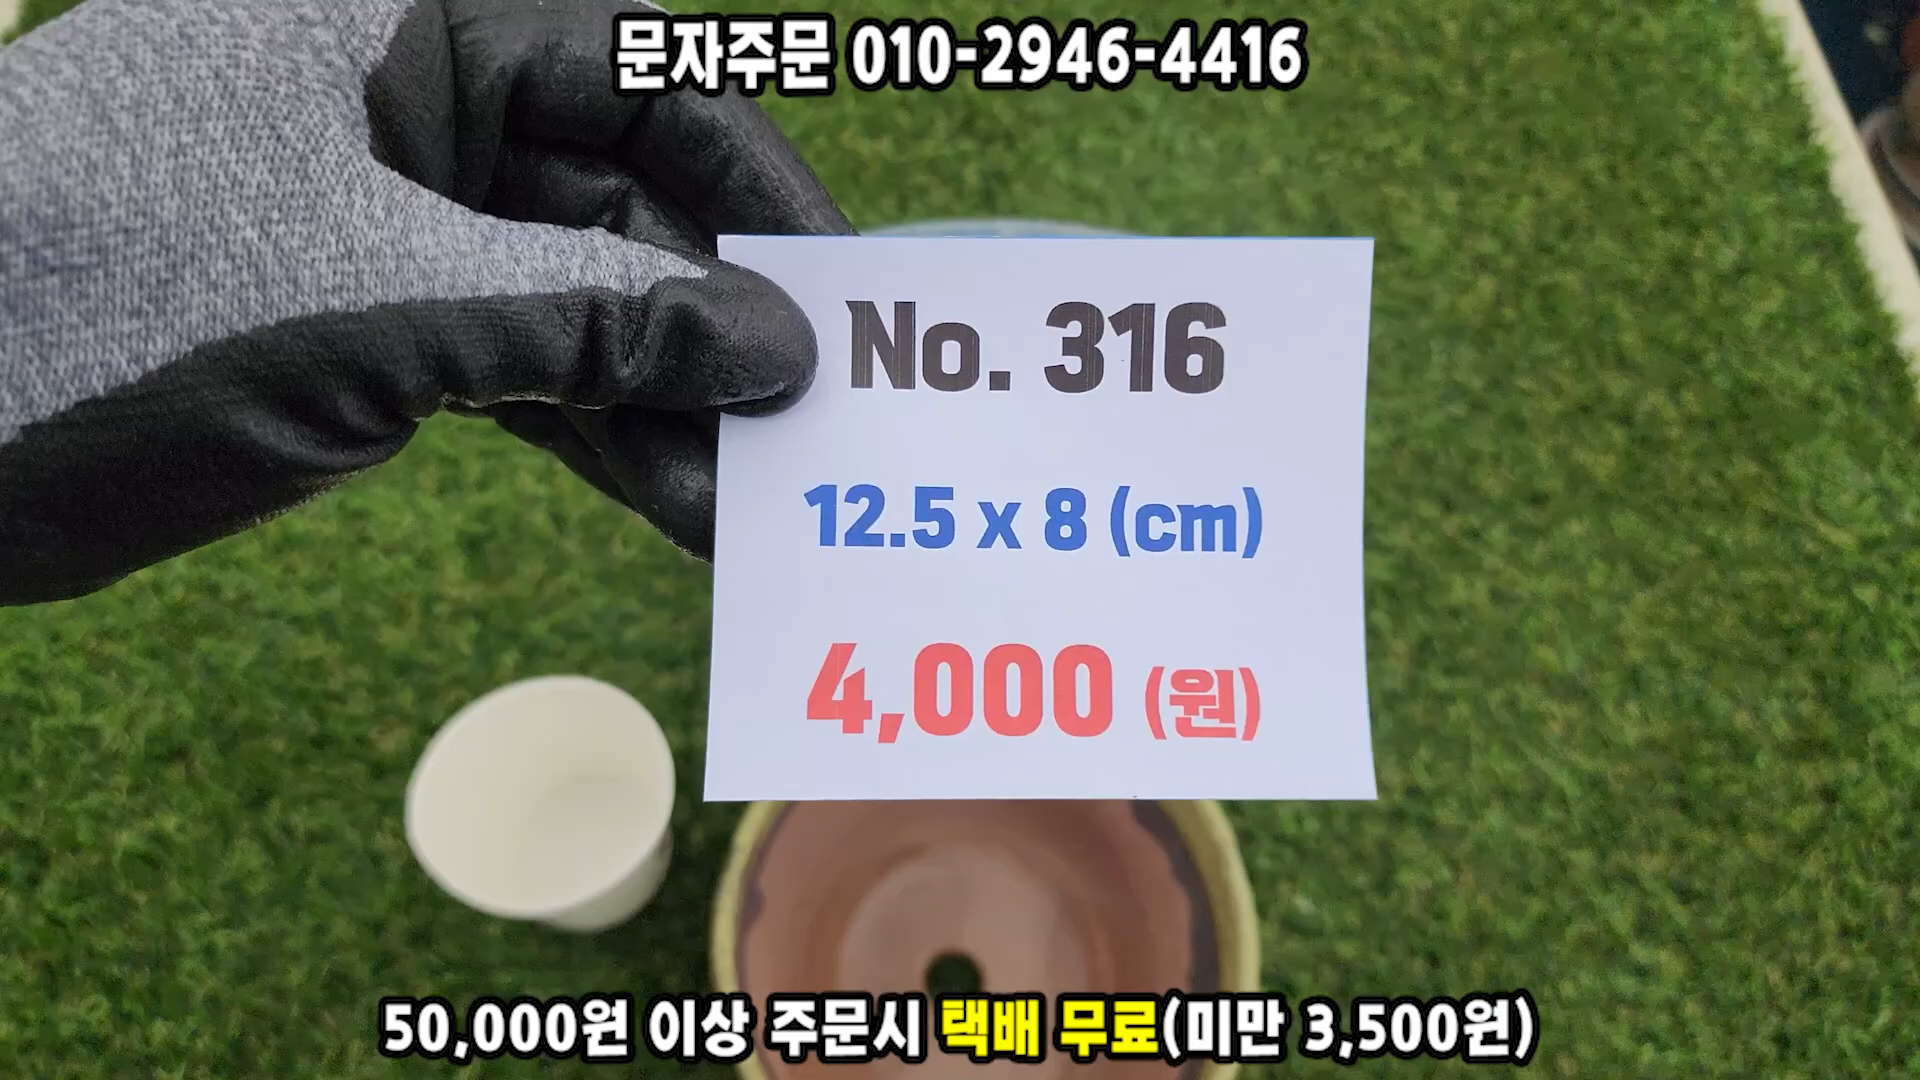 문자주문 010-2946-4416
No. 316
12.5 x 8 (cm)
4,000 (원)
50,000원 이상 주문시 택배 무료(미만 3,500원)